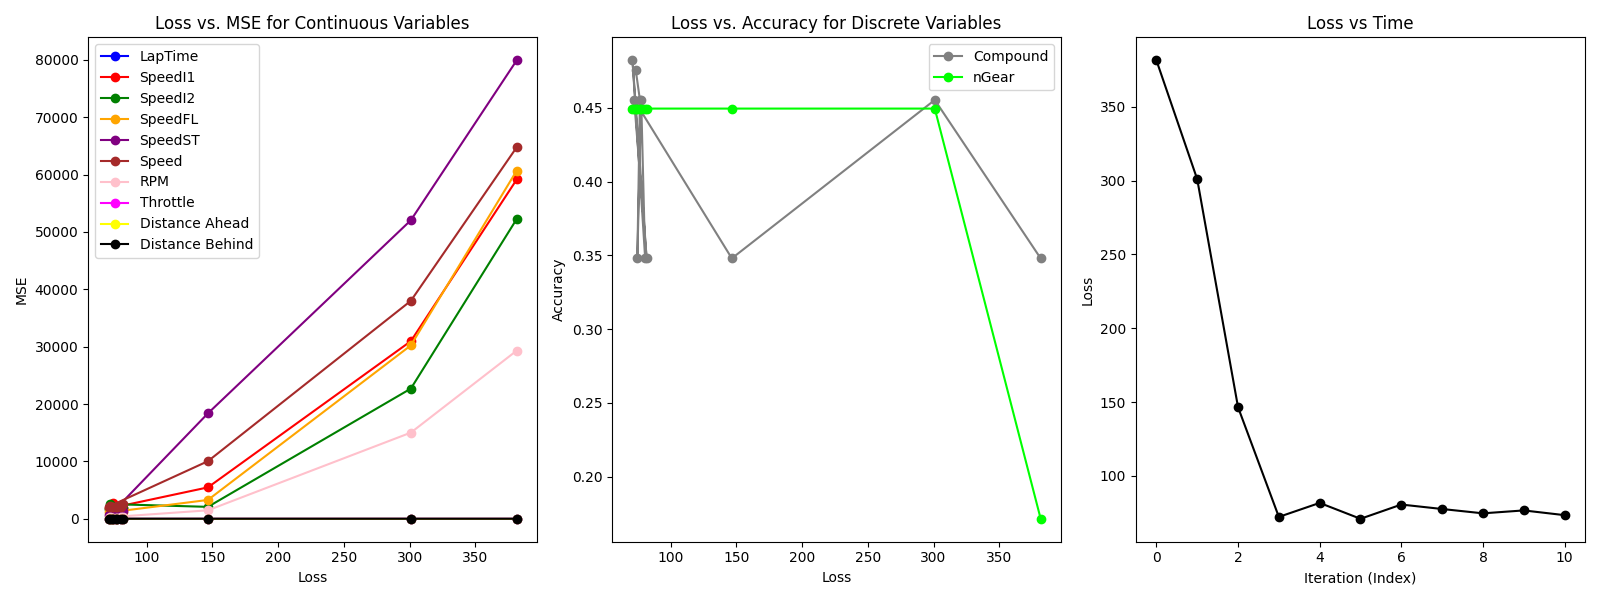 Loss vs. MSE for Continuous Variables
80000
70000
60000
50000
40000
30000
20000
10000
0
MSE
LapTime
SpeedI1
SpeedI2
SpeedFL
SpeedST
Speed
RPM
Throttle
Distance Ahead
Distance Behind
100 150 200 250 300 350
Loss
Loss vs. Accuracy for Discrete Variables
0.45
0.40
0.35
0.30
0.25
0.20
Accuracy
Compound
nGear
100 150 200 250 300 350
Loss
Loss vs Time
350
300
250
200
150
100
Loss
0 2 4 6 8 10
Iteration (Index)